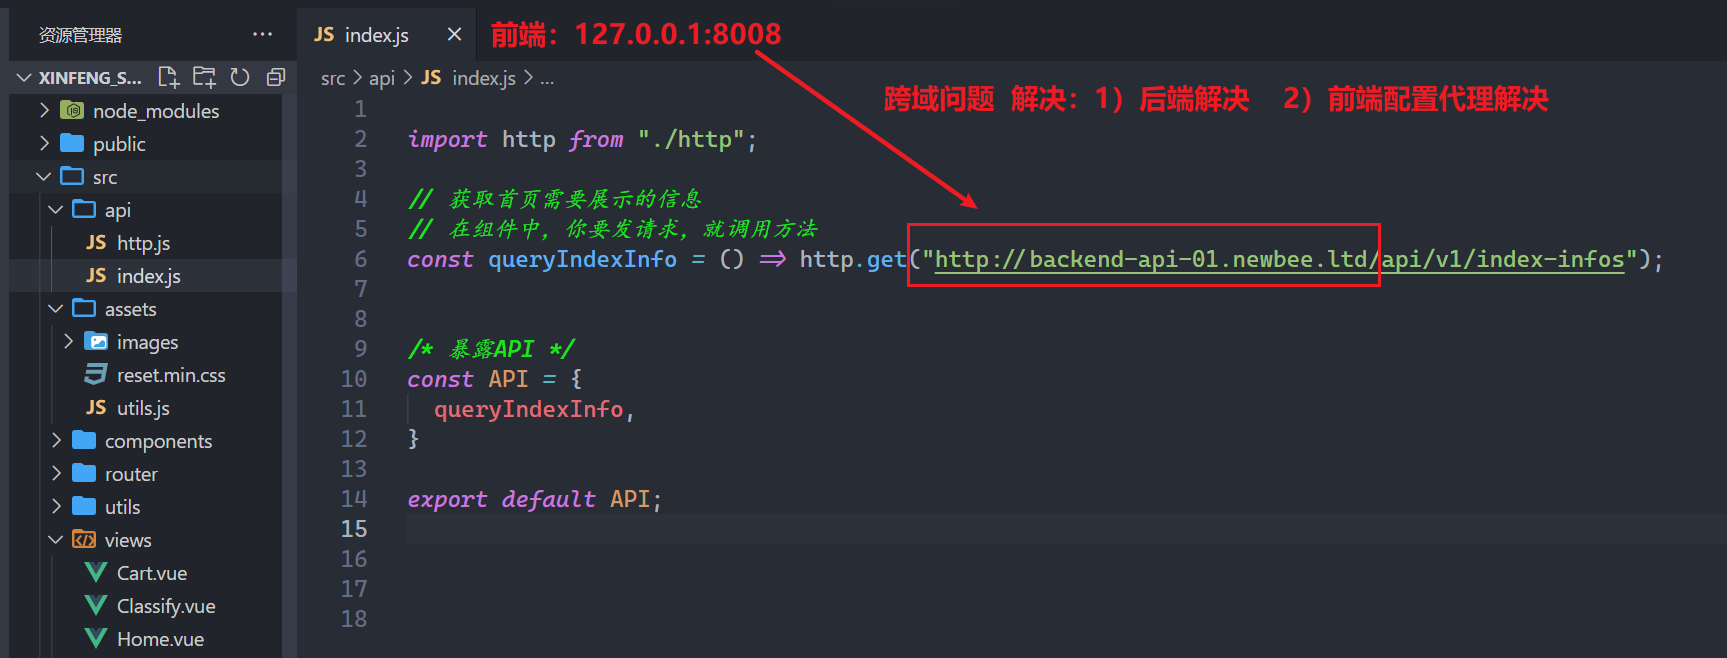 资源管理器 ···
XINFENG_S...
node_modules
public
src
api
JS http.js
JS index.js
assets
images
reset.min.css
JS utils.js
components
router
utils
views
Cart.vue
Classify.vue
Home.vue
JS index.js
前端：127.0.0.1:8008
src > api > JS index.js > ...
跨域问题 解决：1）后端解决 2）前端配置代理解决
1
2 import http from "./http";
3
4 // 获取首页需要展示的信息
5 // 在组件中，你要发请求，就调用方法
6 const queryIndexInfo = () => http.get("http://backend-api-01.newbee.ltd/api/v1/index-infos");
7
8
9 /* 暴露API */
10 const API = {
11 queryIndexInfo,
12 }
13
14 export default API;
15
16
17
18